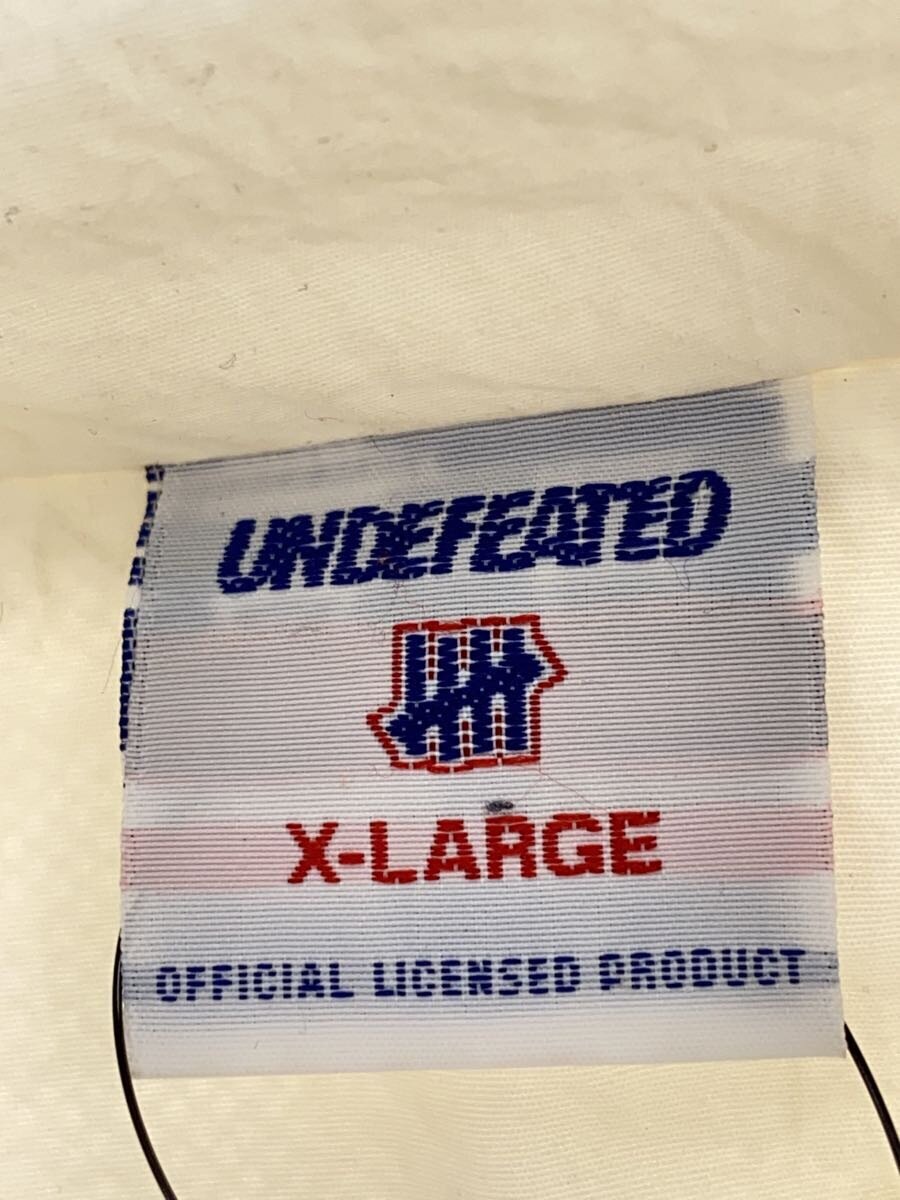 UNDEFEATED
X-LARGE
OFFICIAL LICENSED PRODUCT